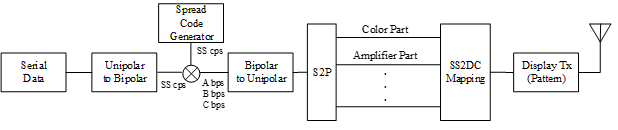 Spread
Code
Generator
SS cps
Serial
Data
Unipolar
to Bipolar
SS cps
A bps
B bps
C bps
Bipolar
to Unipolar
S2P
Color Part
Amplifier Part
SS2DC
Mapping
Display Tx
(Pattern)